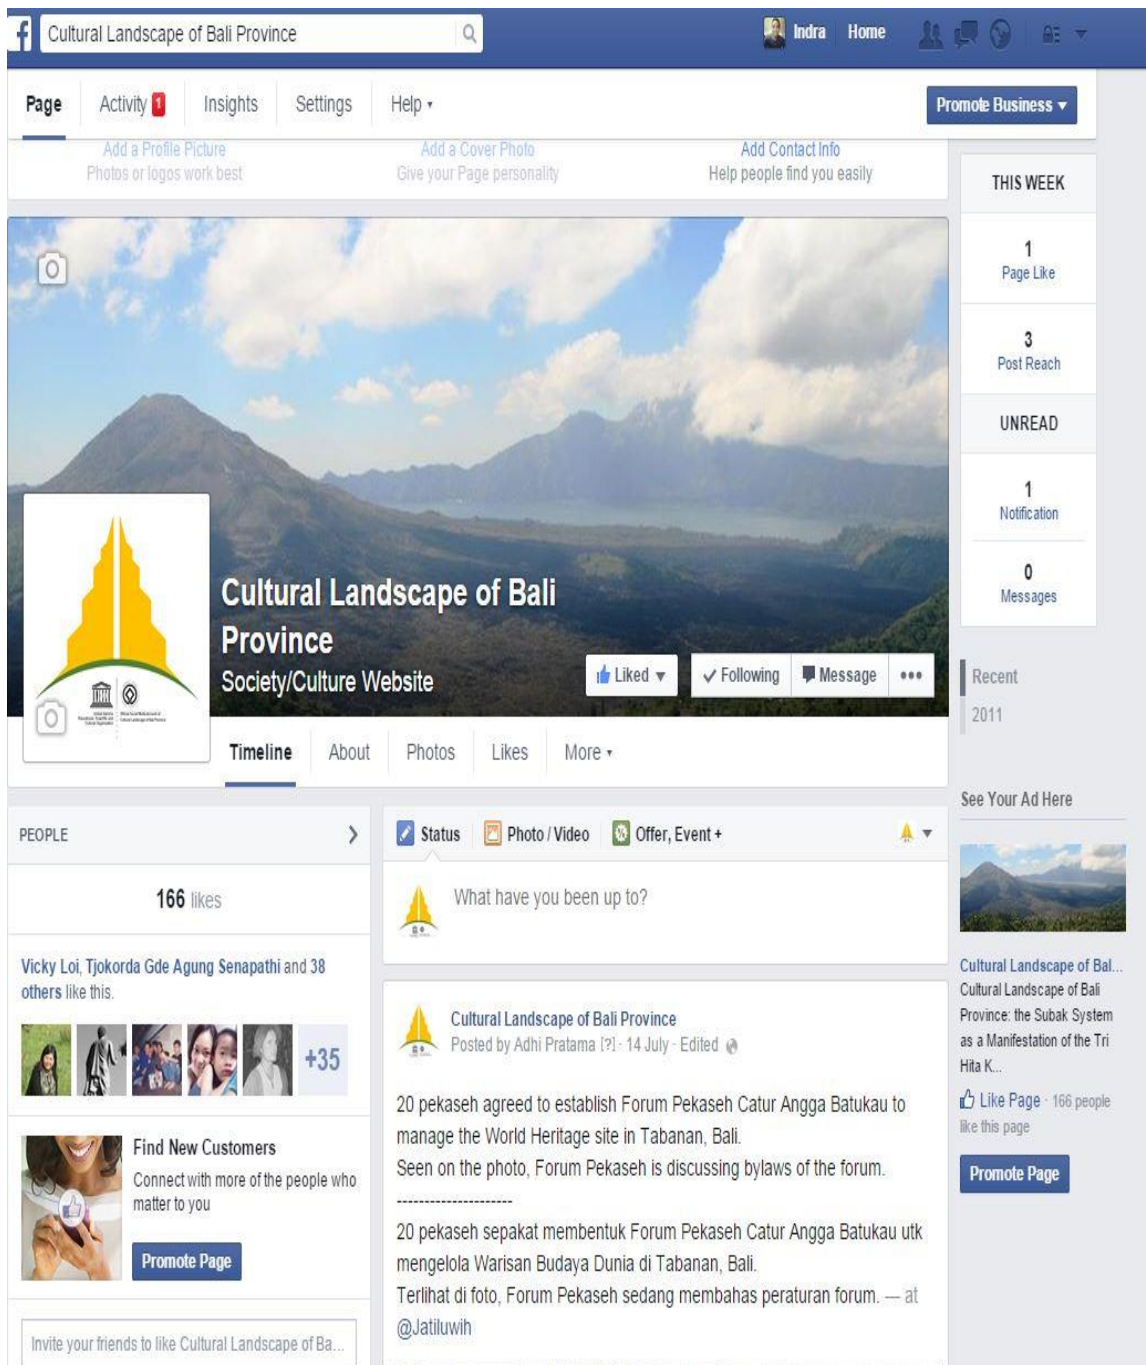 Cultural Landscape of Bali Province
Indra Home
Page Activity 1 Insights Settings Help
Promote Business
Add a Profile Picture
Photos or logos work best
Add a Cover Photo
Give your Page personality
Add Contact Info
Help people find you easily
Cultural Landscape of Bali
Province
Society/Culture Website
Liked Following Message
Timeline About Photos Likes More
PEOPLE
166 likes
Vicky Loi, Tjokorda Gde Agung Senapathi and 38
others like this.
+35
Find New Customers
Connect with more of the people who
matter to you
Promote Page
Invite your friends to like Cultural Landscape of Ba...
Status Photo / Video Offer, Event +
What have you been up to?
Cultural Landscape of Bali Province
Posted by Adhi Pratama [?] · 14 July · Edited
20 pekaseh agreed to establish Forum Pekaseh Catur Angga Batukau to
manage the World Heritage site in Tabanan, Bali.
Seen on the photo, Forum Pekaseh is discussing bylaws of the forum.
---------------------
20 pekaseh sepakat membentuk Forum Pekaseh Catur Angga Batukau utk
mengelola Warisan Budaya Dunia di Tabanan, Bali.
Terlihat di foto, Forum Pekaseh sedang membahas peraturan forum. — at
@Jatiluwih
THIS WEEK
1
Page Like
3
Post Reach
UNREAD
1
Notification
0
Messages
Recent
2011
See Your Ad Here
Cultural Landscape of Bal...
Cultural Landscape of Bali
Province: the Subak System
as a Manifestation of the Tri
Hita K...
Like Page · 166 people
like this page
Promote Page